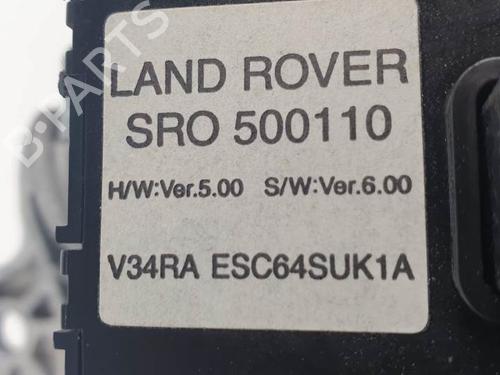 LAND ROVER
SRO 500110
H/W:Ver.5.00 S/W:Ver.6.00
V34RA ESC64SUK1A
B-PARTS